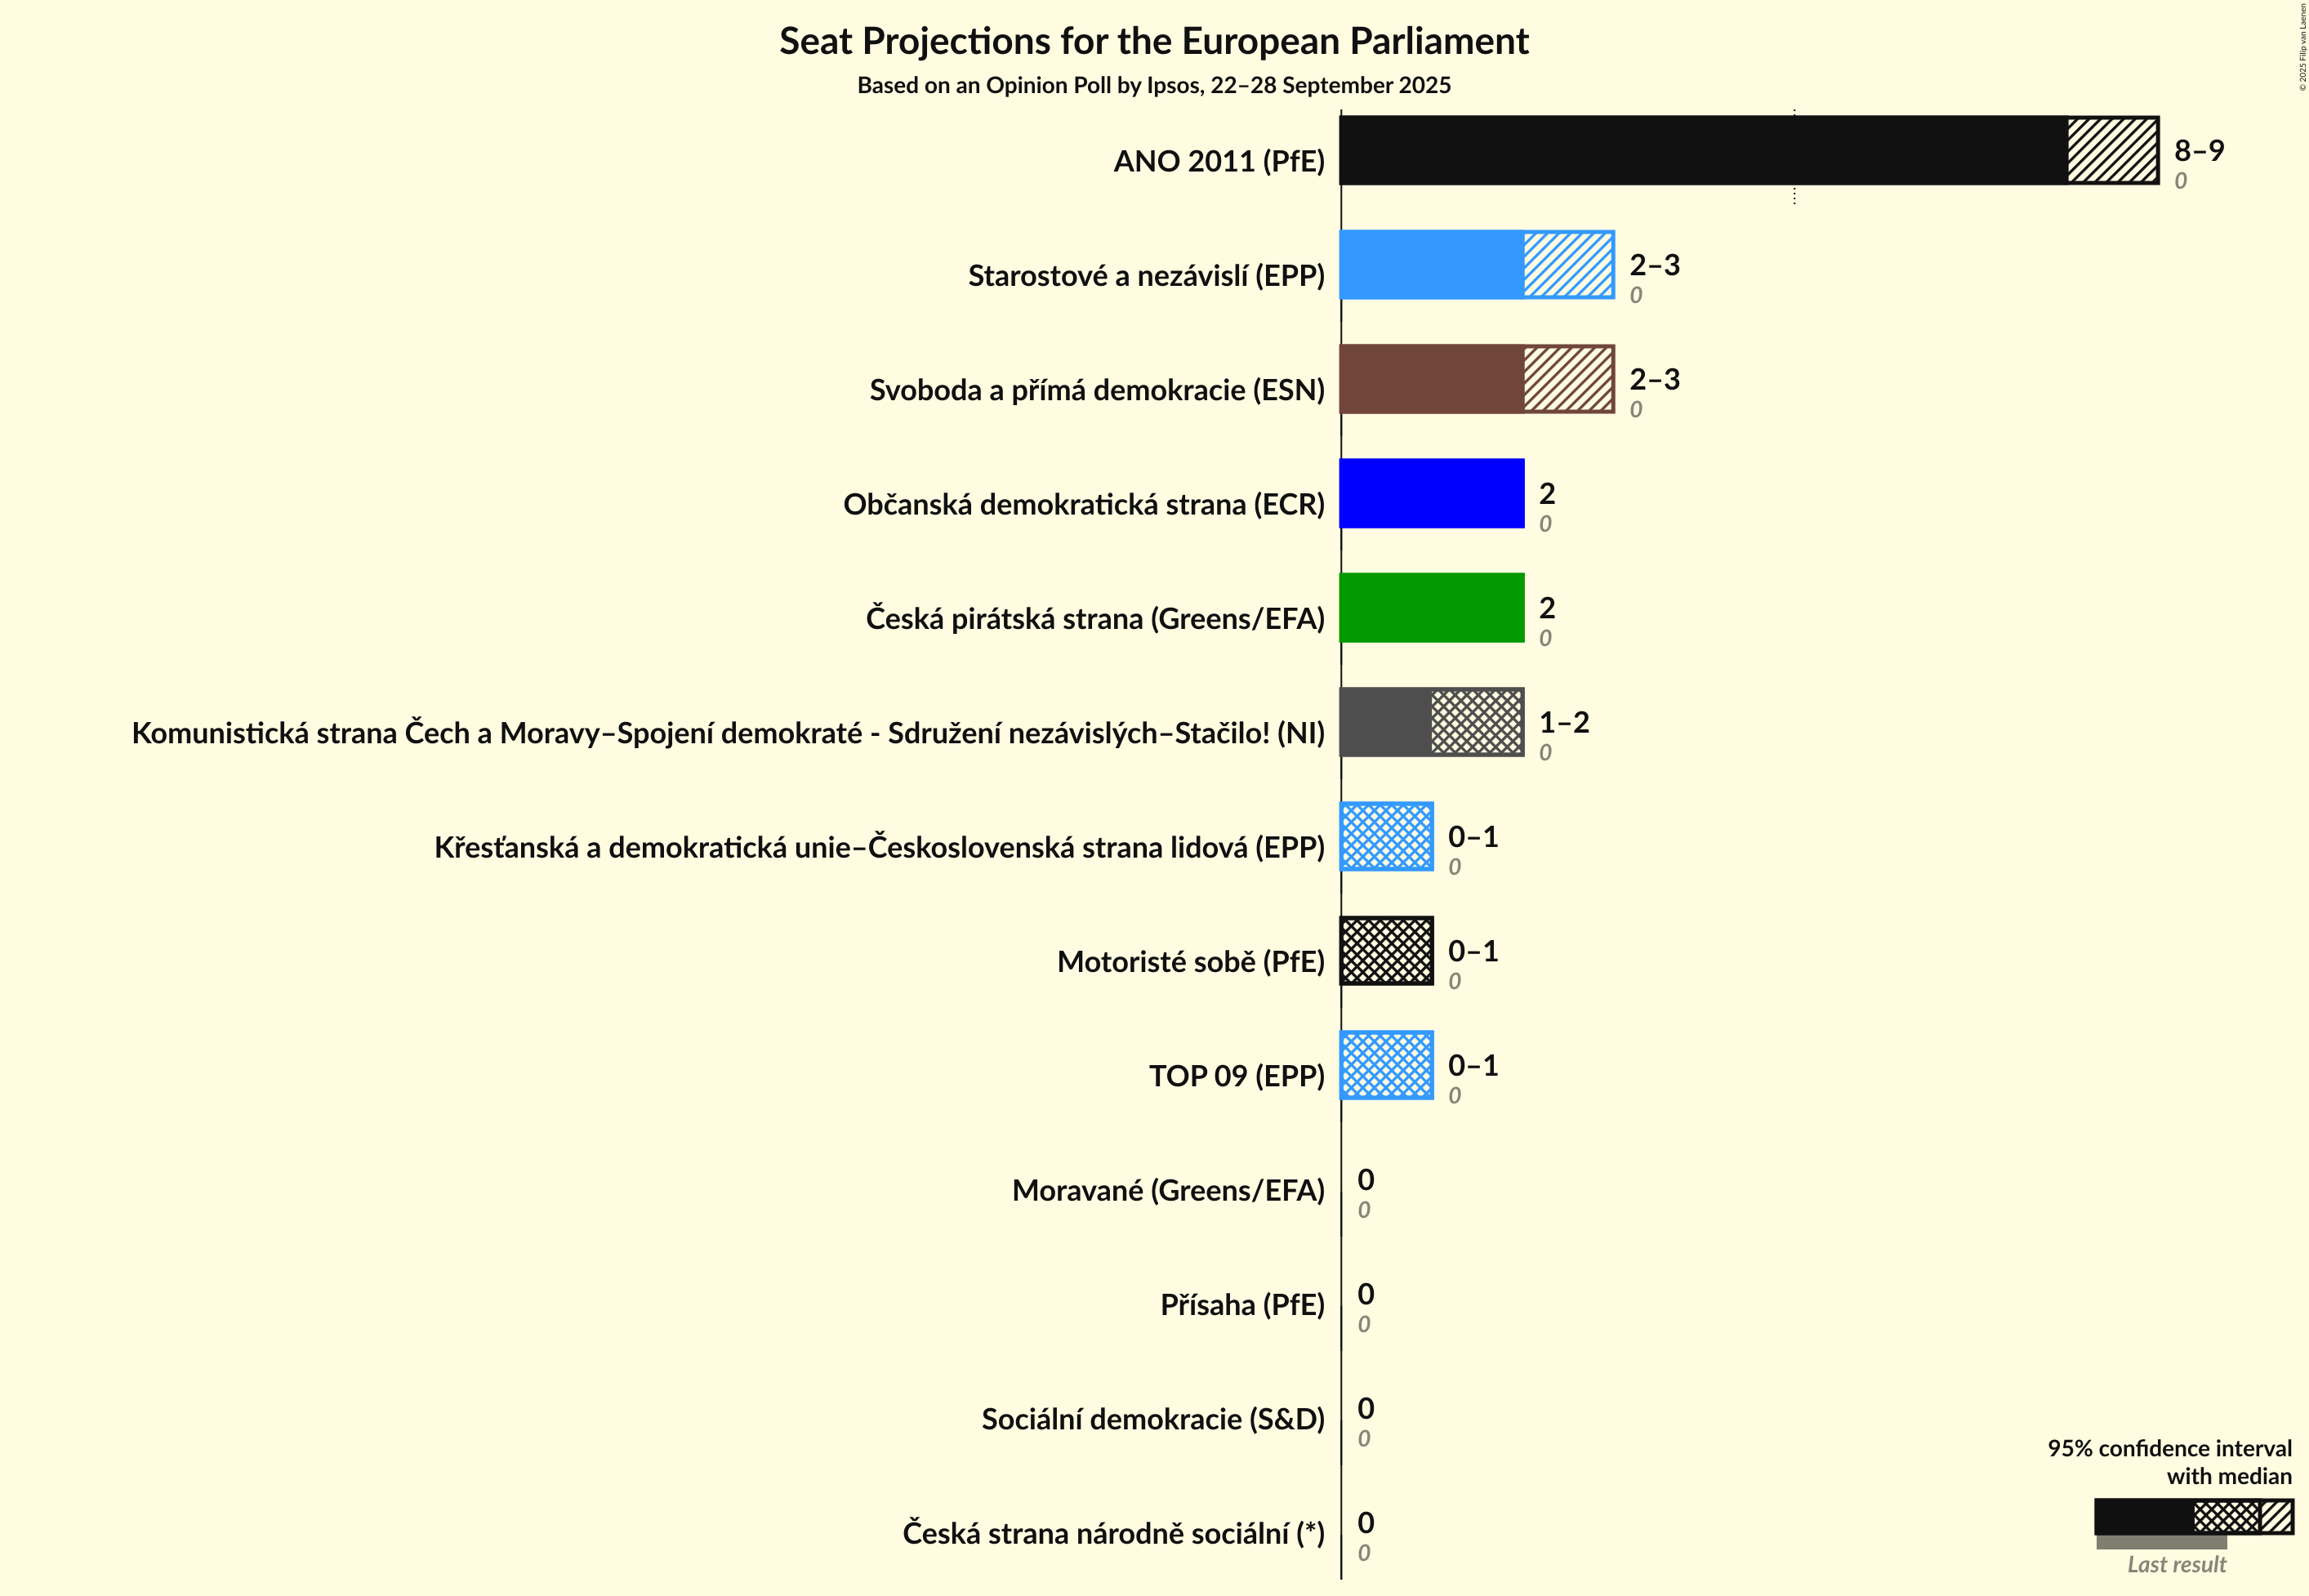 Seat Projections for the European Parliament
Based on an Opinion Poll by Ipsos, 22–28 September 2025
© 2025 Filip van Laenen
ANO 2011 (PfE)
8–9
0
Starostové a nezávislí (EPP)
2–3
0
Svoboda a přímá demokracie (ESN)
2–3
0
Občanská demokratická strana (ECR)
2
0
Česká pirátská strana (Greens/EFA)
2
0
Komunistická strana Čech a Moravy–Spojení demokraté - Sdružení nezávislých–Stačilo! (NI)
1–2
0
Křesťanská a demokratická unie–Československá strana lidová (EPP)
0–1
0
Motoristé sobě (PfE)
0–1
0
TOP 09 (EPP)
0–1
0
Moravané (Greens/EFA)
0
0
Přísaha (PfE)
0
0
Sociální demokracie (S&D)
0
0
Česká strana národně sociální (*)
0
0
95% confidence interval
with median
Last result